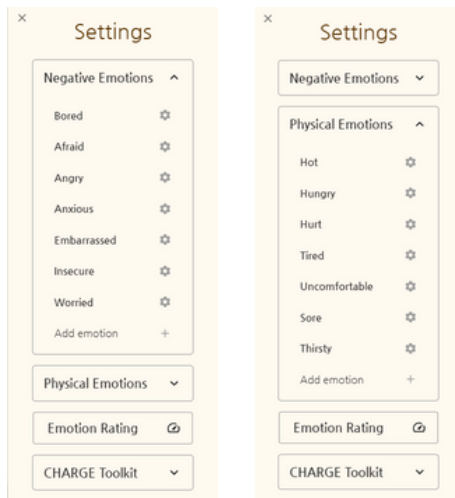 Settings
Negative Emotions
Bored
Afraid
Angry
Anxious
Embarrassed
Insecure
Worried
Add emotion
Physical Emotions
Emotion Rating
CHARGE Toolkit
Settings
Negative Emotions
Physical Emotions
Hot
Hungry
Hurt
Tired
Uncomfortable
Sore
Thirsty
Add emotion
Emotion Rating
CHARGE Toolkit